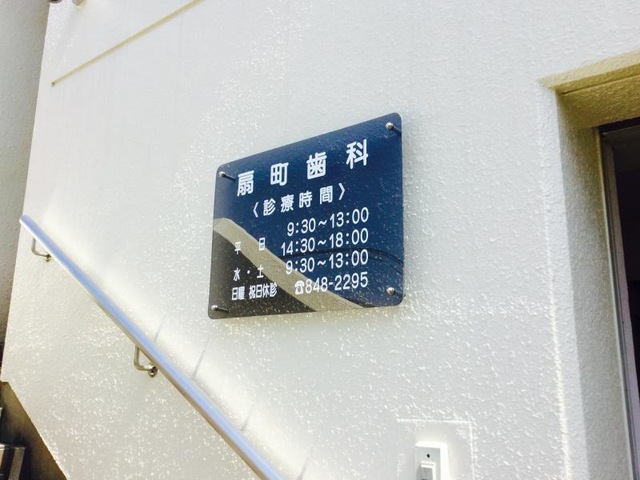 扇町歯科
〈診療時間〉
9:30~13:00
平日 14:30~18:00
水・土 9:30~13:00
日曜 祝日休診 ☎848-2295